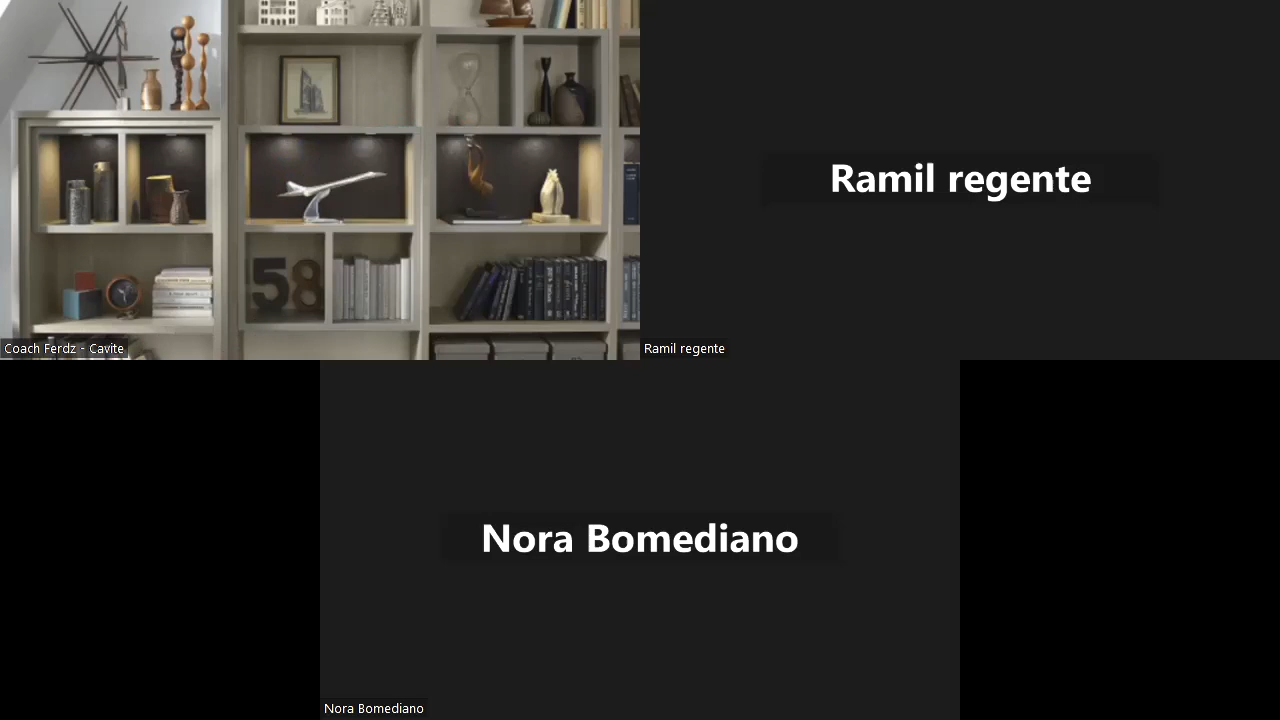 58
Coach Ferdz - Cavite
Ramil regente
Ramil regente
Nora Bomediano
Nora Bomediano